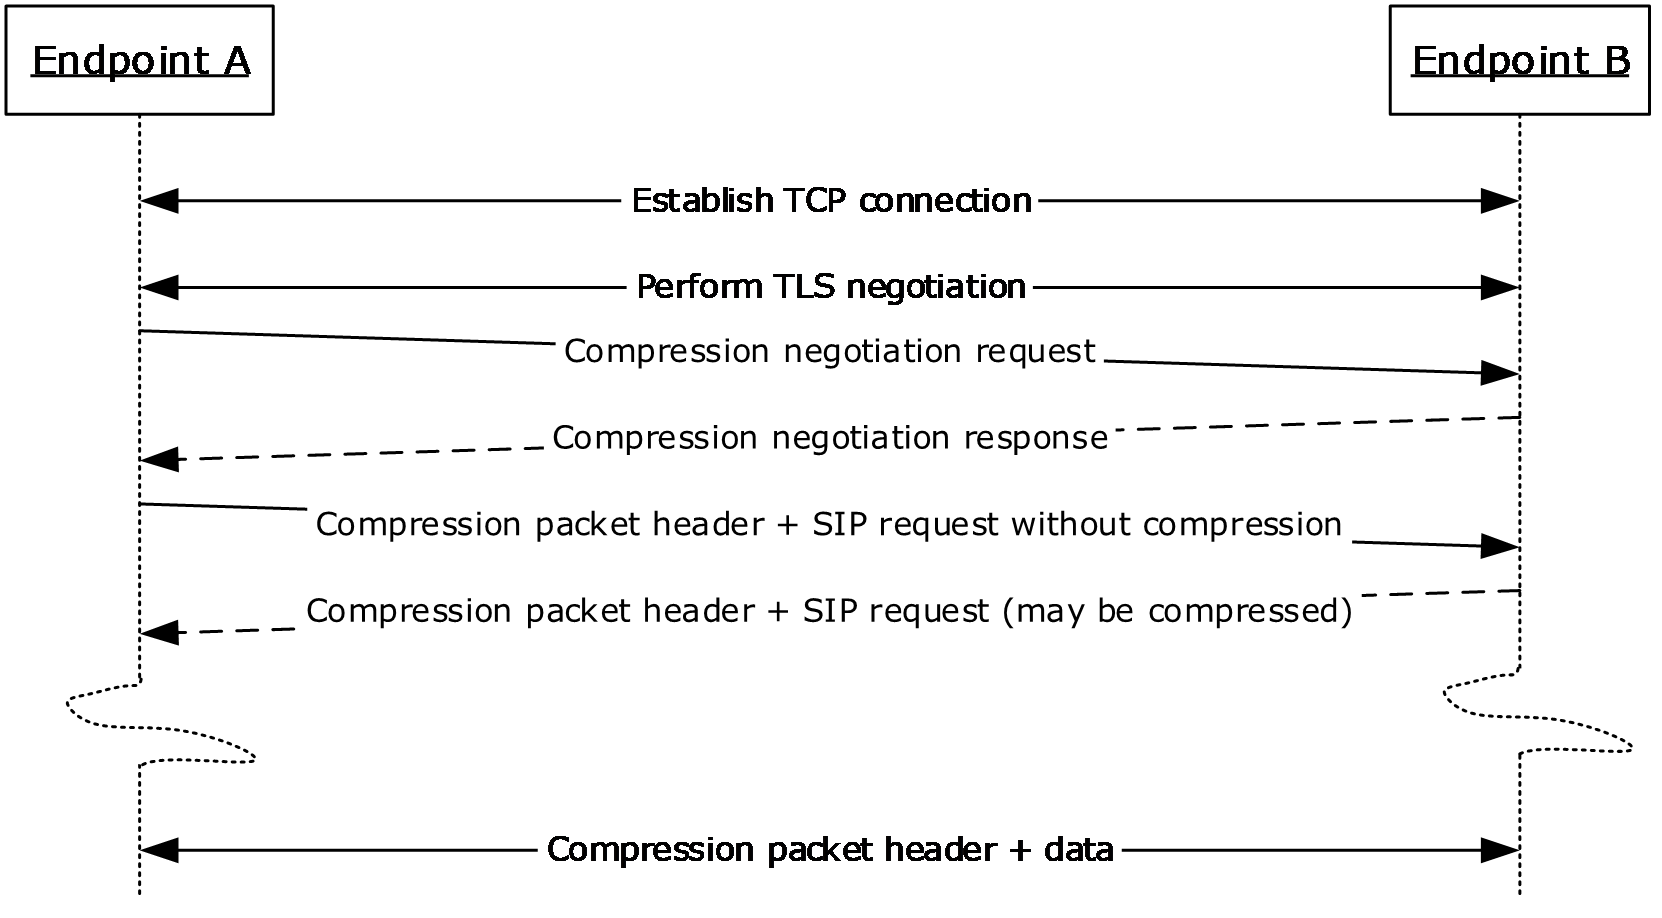 Endpoint A
Endpoint B
Establish TCP connection
Perform TLS negotiation
Compression negotiation request
Compression negotiation response
Compression packet header + SIP request without compression
Compression packet header + SIP request (may be compressed)
Compression packet header + data